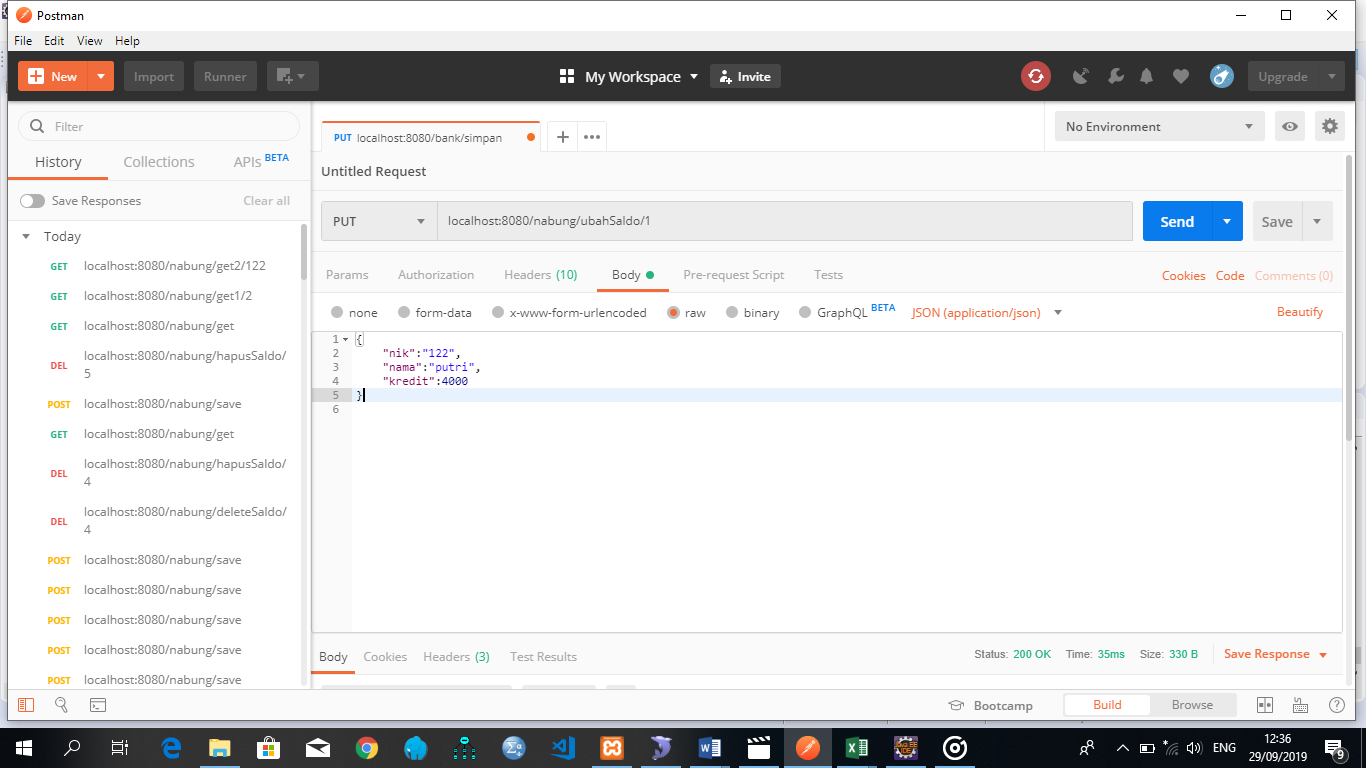 Postman
File Edit View Help
New Import Runner My Workspace Invite Upgrade
Filter
History Collections APIs BETA
Save Responses Clear all
Today
GET localhost:8080/nabung/get2/122
GET localhost:8080/nabung/get1/2
GET localhost:8080/nabung/get
DEL localhost:8080/nabung/hapusSaldo/
5
POST localhost:8080/nabung/save
GET localhost:8080/nabung/get
DEL localhost:8080/nabung/hapusSaldo/
4
DEL localhost:8080/nabung/deleteSaldo/
4
POST localhost:8080/nabung/save
POST localhost:8080/nabung/save
POST localhost:8080/nabung/save
POST localhost:8080/nabung/save
POST localhost:8080/nabung/save
PUT localhost:8080/bank/simpan
No Environment
Untitled Request
PUT localhost:8080/nabung/ubahSaldo/1 Send Save
Params Authorization Headers (10) Body Pre-request Script Tests Cookies Code Comments (0)
none form-data x-www-form-urlencoded raw binary GraphQL BETA JSON (application/json) Beautify
1 {
2 "nik":"122",
3 "nama":"putri",
4 "kredit":4000
5 }
6
Body Cookies Headers (3) Test Results Status: 200 OK Time: 35ms Size: 330 B Save Response
Bootcamp Build Browse
ENG 12:36
29/09/2019
9